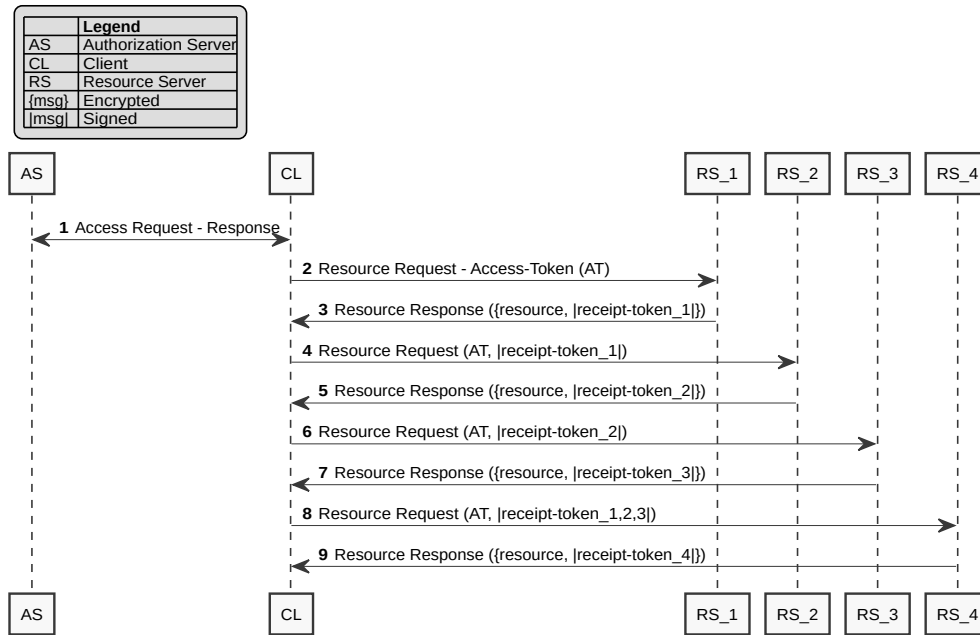 Legend
AS Authorization Server
CL Client
RS Resource Server
{msg} Encrypted
|msg| Signed
AS CL RS_1 RS_2 RS_3 RS_4
1 Access Request - Response
2 Resource Request - Access-Token (AT)
3 Resource Response ({resource, |receipt-token_1|})
4 Resource Request (AT, |receipt-token_1|)
5 Resource Response ({resource, |receipt-token_2|})
6 Resource Request (AT, |receipt-token_2|)
7 Resource Response ({resource, |receipt-token_3|})
8 Resource Request (AT, |receipt-token_1,2,3|)
9 Resource Response ({resource, |receipt-token_4|})
AS CL RS_1 RS_2 RS_3 RS_4